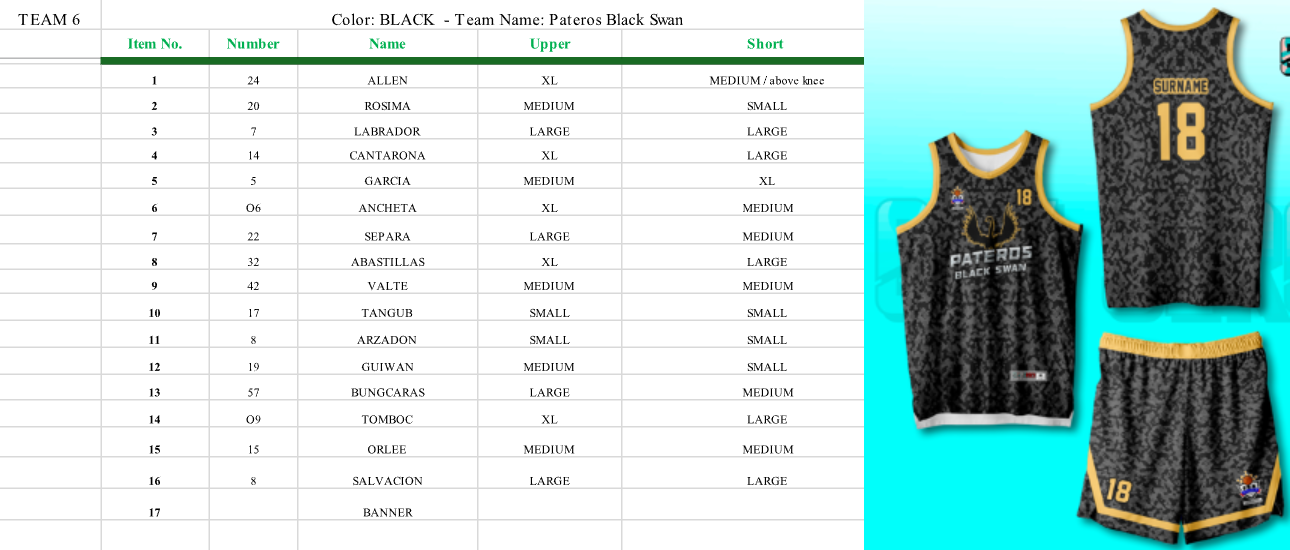 TEAM 6 Color: BLACK - Team Name: Pateros Black Swan
Item No. Number Name Upper Short
1 24 ALLEN XL MEDIUM / above knee
2 20 ROSIMA MEDIUM SMALL
3 7 LABRADOR LARGE LARGE
4 14 CANTARONA XL LARGE
5 5 GARCIA MEDIUM XL
6 O6 ANCHETA XL MEDIUM
7 22 SEPARA LARGE MEDIUM
8 32 ABASTILLAS XL LARGE
9 42 VALTE MEDIUM MEDIUM
10 17 TANGUB SMALL SMALL
11 8 ARZADON SMALL SMALL
12 19 GUIWAN MEDIUM SMALL
13 57 BUNGCARAS LARGE MEDIUM
14 O9 TOMBOC XL LARGE
15 15 ORLEE MEDIUM MEDIUM
16 8 SALVACION LARGE LARGE
17 BANNER
SURNAME
18
18
PATEROS
BLACK SWAN
18